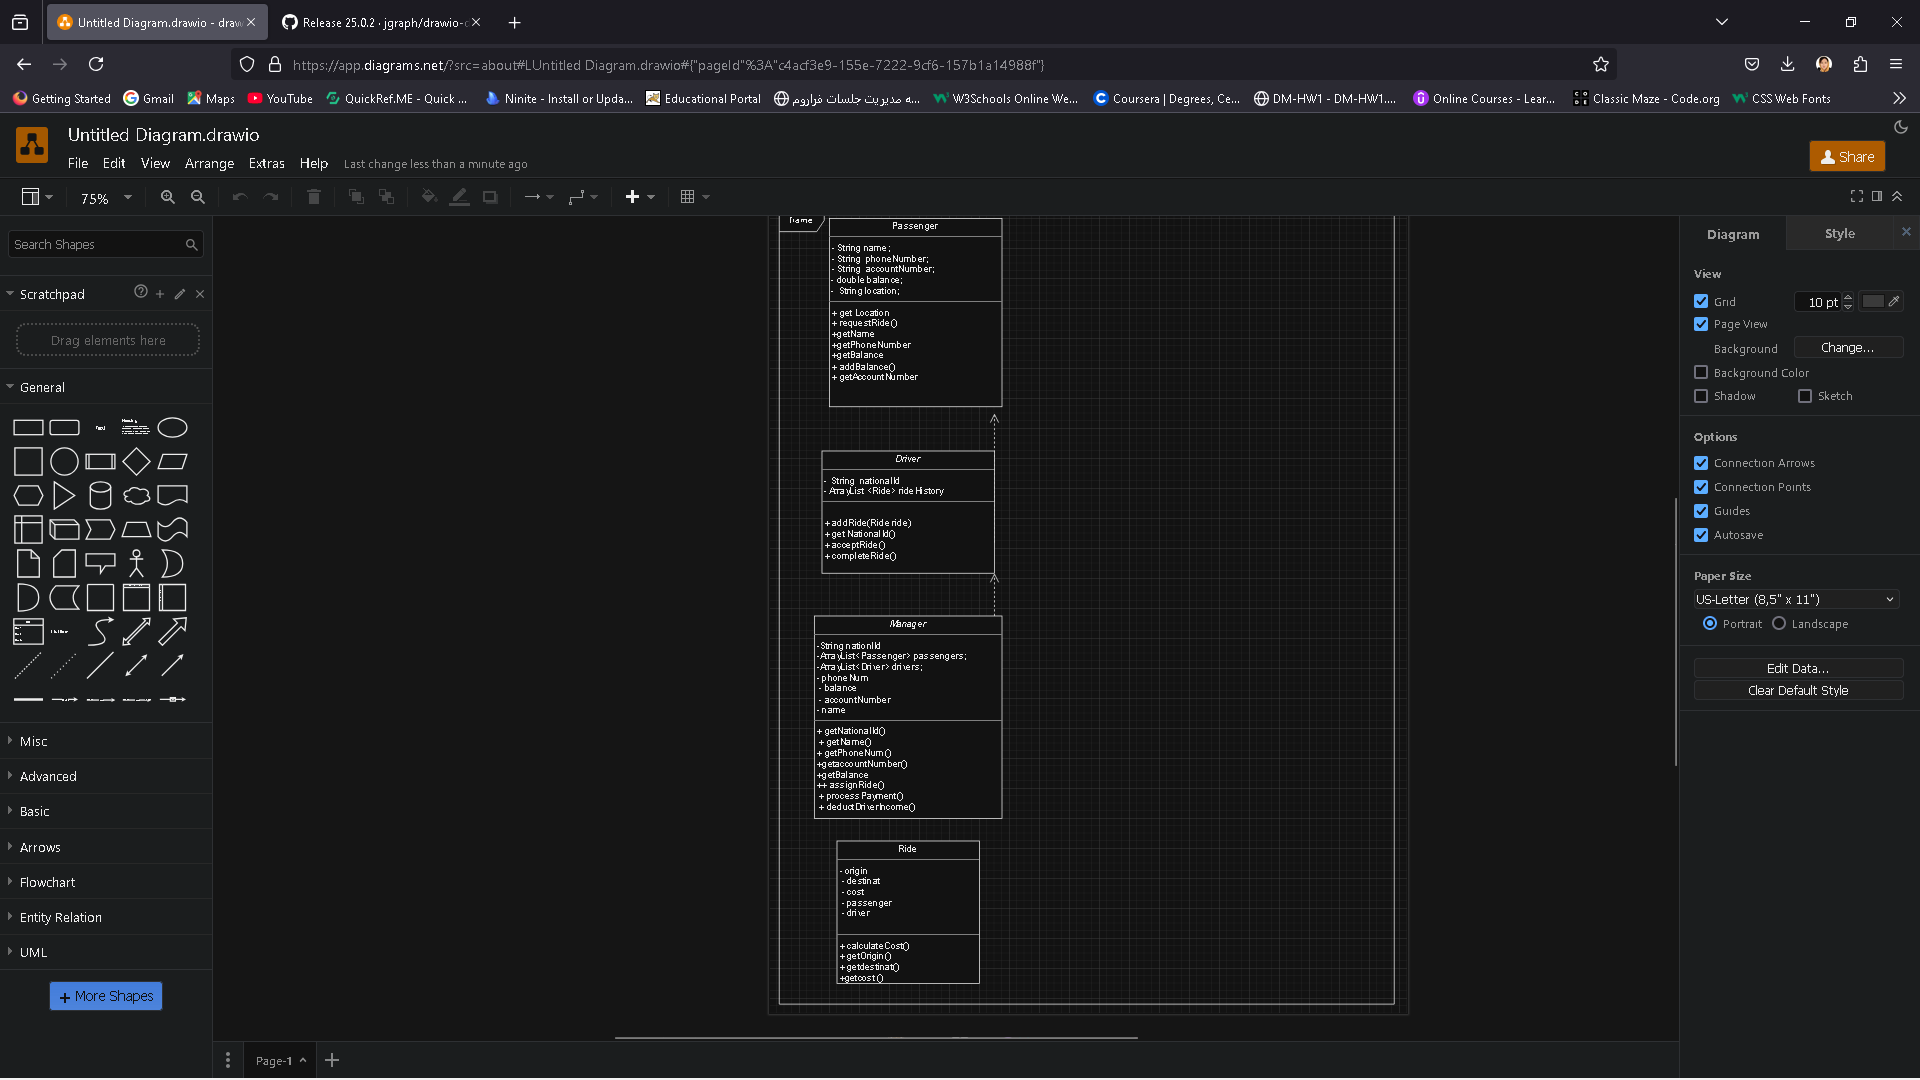 Untitled Diagram.drawio - draw
Release 25.0.2 · jgraph/drawio-d
https://app.diagrams.net/?src=about#LUntitled Diagram.drawio#{"pageId"%3A"c4acf3e9-155e-7222-9cf6-157b1a14988f"}
Getting Started
Gmail
Maps
YouTube
QuickRef.ME - Quick ...
Ninite - Install or Upda...
Educational Portal
...ه مدیریت جلسات فراروم
W3Schools Online We...
Coursera | Degrees, Ce...
DM-HW1 - DM-HW1....
Online Courses - Lear...
Classic Maze - Code.org
CSS Web Fonts
Untitled Diagram.drawio
File
Edit
View
Arrange
Extras
Help
Last change less than a minute ago
Share
75%
Search Shapes
Scratchpad
Drag elements here
General
Text
Heading
Misc
Advanced
Basic
Arrows
Flowchart
Entity Relation
UML
+ More Shapes
frame
Passenger
- String name;
- String phoneNumber;
- String accountNumber;
- double balance;
- String location;
+ get Location
+ requestRide()
+getName
+getPhoneNumber
+getBalance
+ addBalance()
+ getAccountNumber
Driver
- String nationalId
- ArrayList <Ride> rideHistory
+ addRide(Ride ride)
+ get NationalId()
+ acceptRide()
+ completeRide()
Manager
-String nationlId
-ArrayList<Passenger> passengers;
-ArrayList<Driver> drivers;
- phoneNum
- balance
- accountNumber
- name
+ getNationalId()
+ getName()
+ getPhoneNum()
+getaccountNumber()
+getBalance
++ assignRide()
+ processPayment()
+ deductDriverIncome()
Ride
- origin
- destinat
- cost
- passenger
- driver
+ calculateCost()
+ getOrigin()
+ getdestinat()
+getcost()
Page-1
Diagram
Style
View
Grid
10 pt
Page View
Background
Change...
Background Color
Shadow
Sketch
Options
Connection Arrows
Connection Points
Guides
Autosave
Paper Size
US-Letter (8,5" x 11")
Portrait
Landscape
Edit Data...
Clear Default Style